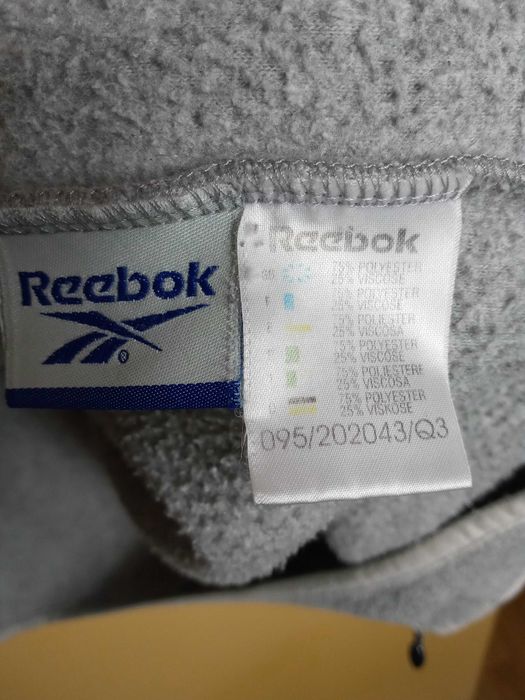 Reebok
®
Reebok
GB 75% POLYESTER
25% VISCOSE
F 75% POLYESTER
25% VISCOSE
E 75% POLIESTER
25% VISCOSA
75% POLYESTER
25% VISCOSE
I 75% POLIESTERE
25% VISCOSA
D 75% POLYESTER
25% VISKOSE
095/202043/Q3